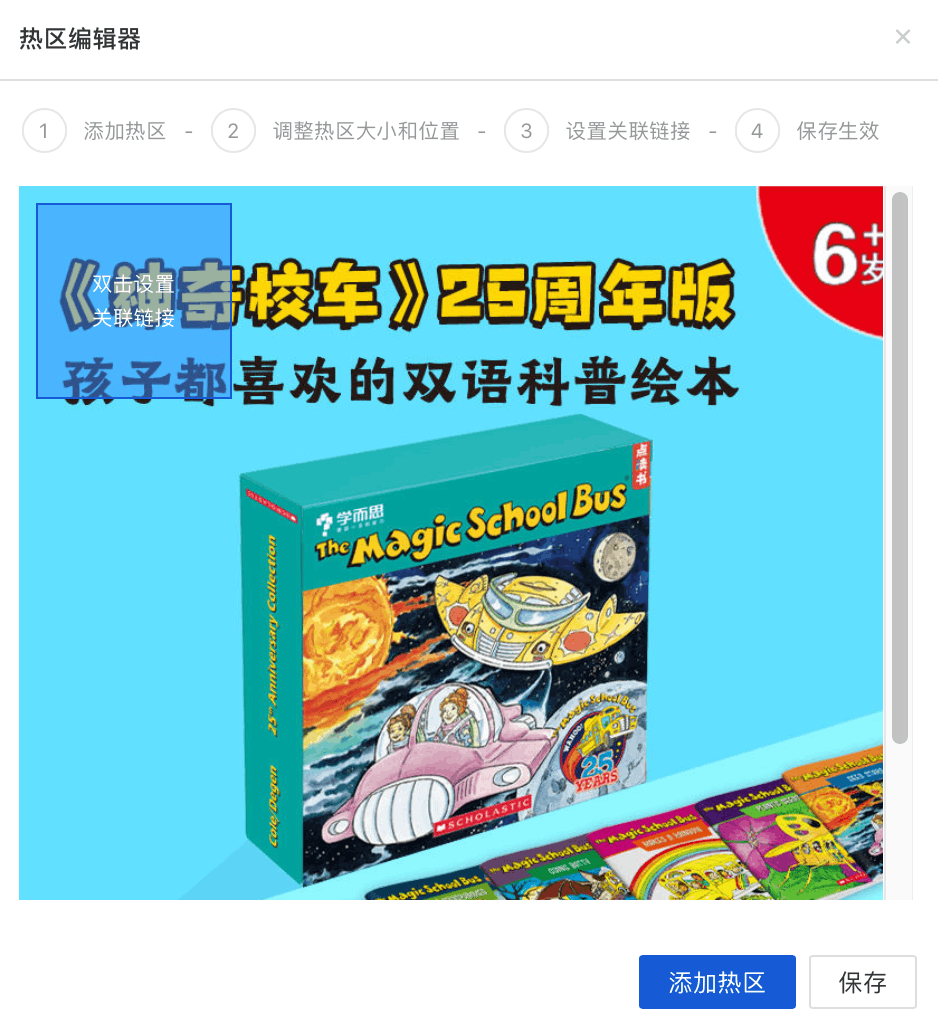 热区编辑器
1 添加热区 - 2 调整热区大小和位置 - 3 设置关联链接 - 4 保存生效
6+
岁
《神奇校车》25周年版
双击设置
关联链接
孩子都喜欢的双语科普绘本
点读书
学而思
The Magic School Bus
25th Anniversary Collection
Cole·Degen
Magic School Bus
25
YEARS
SCHOLASTIC
The Magic School Bus
GOING BATTY
The Magic School Bus
MAKES A RAINBOW
The Magic School B
The Magic School B
添加热区
保存